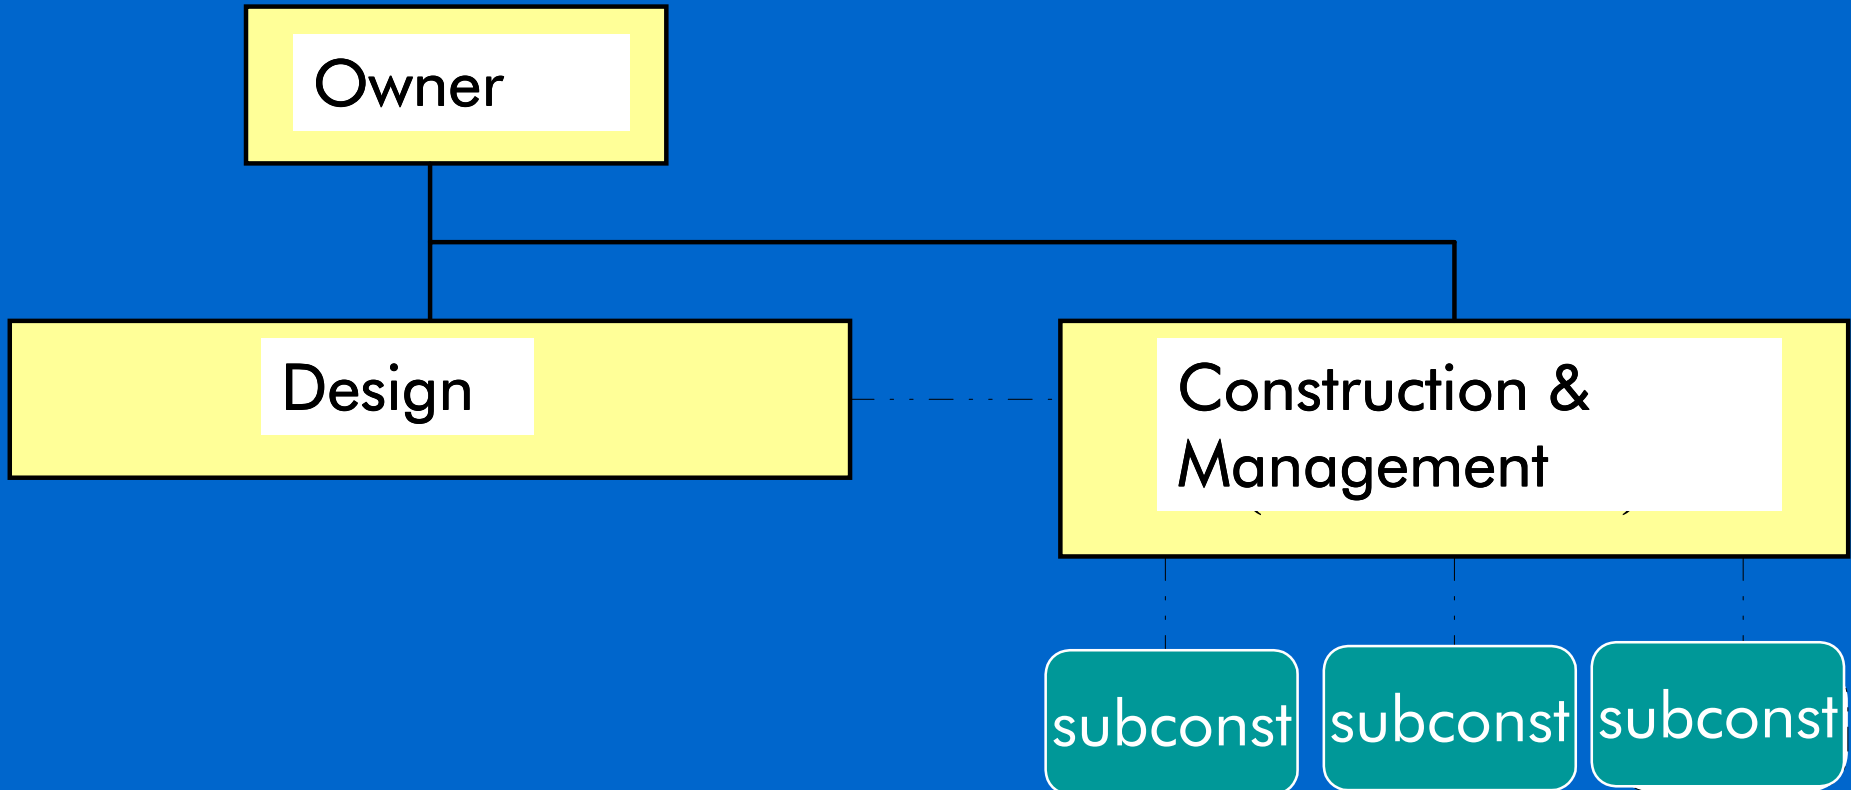 Owner
Design
Construction &
Management
subconst
subconst
subconst